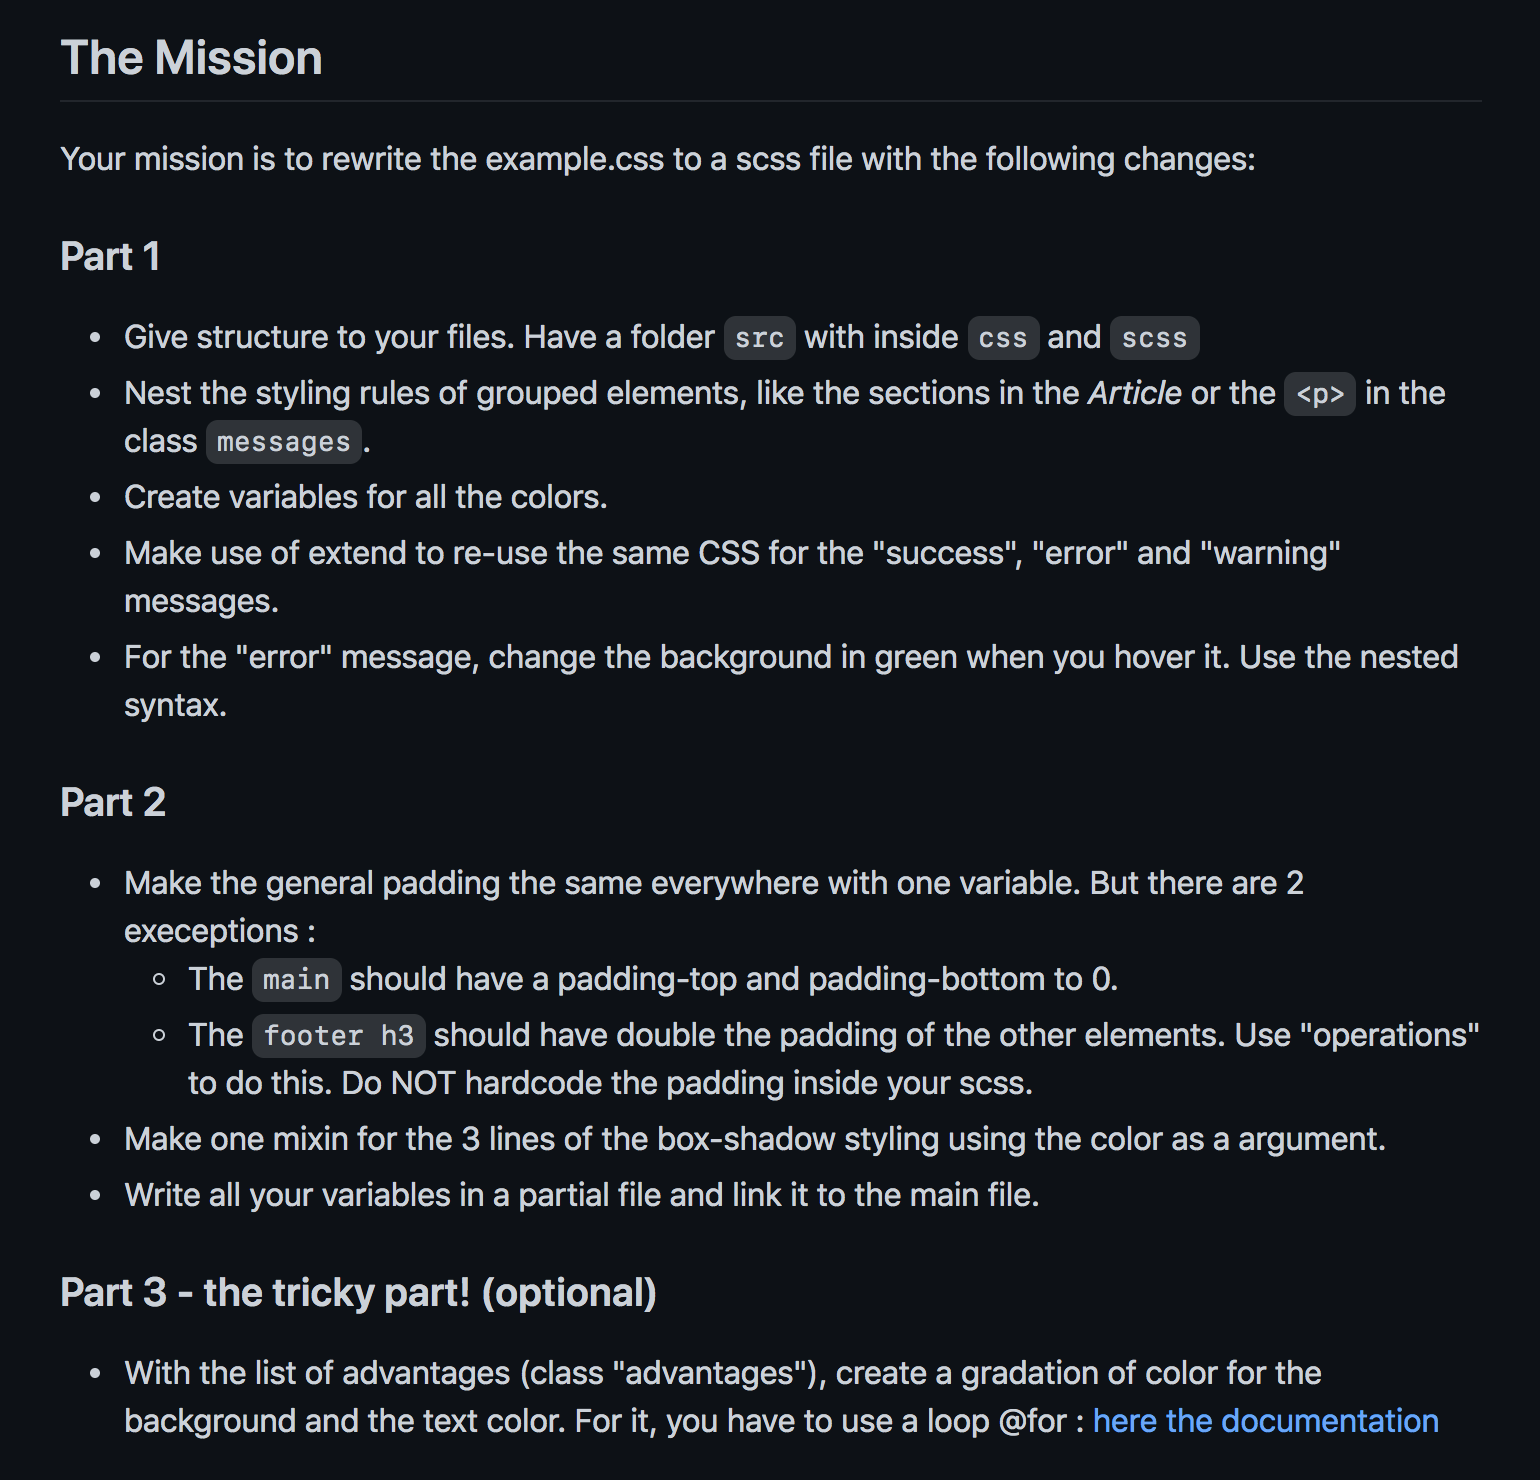 The Mission
Your mission is to rewrite the example.css to a scss file with the following changes:
Part 1
• Give structure to your files. Have a folder src with inside css and scss
• Nest the styling rules of grouped elements, like the sections in the Article or the <p> in the
class messages.
• Create variables for all the colors.
• Make use of extend to re-use the same CSS for the "success", "error" and "warning"
messages.
• For the "error" message, change the background in green when you hover it. Use the nested
syntax.
Part 2
• Make the general padding the same everywhere with one variable. But there are 2
execeptions :
◦ The main should have a padding-top and padding-bottom to 0.
◦ The footer h3 should have double the padding of the other elements. Use "operations"
to do this. Do NOT hardcode the padding inside your scss.
• Make one mixin for the 3 lines of the box-shadow styling using the color as a argument.
• Write all your variables in a partial file and link it to the main file.
Part 3 - the tricky part! (optional)
• With the list of advantages (class "advantages"), create a gradation of color for the
background and the text color. For it, you have to use a loop @for : here the documentation